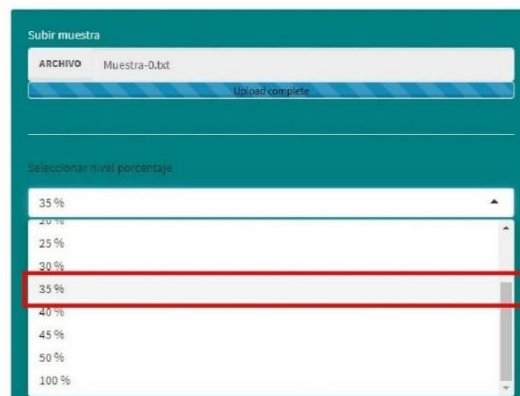 Subir muestra
ARCHIVO Muestra-0.txt
Upload complete
Seleccionar nivel porcentaje
35 %
20 %
25 %
30 %
35 %
40 %
45 %
50 %
100 %